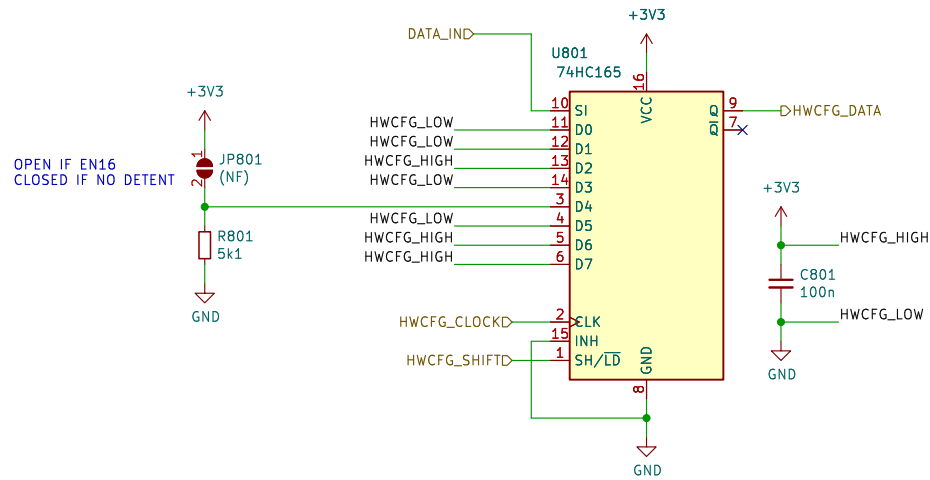 +3V3
DATA_IN
U801
74HC165
16
VCC
+3V3
10 SI
Q 9 HWCFG_DATA
HWCFG_LOW 11 D0
Q 7
HWCFG_LOW 12 D1
1 JP801
HWCFG_HIGH 13 D2
OPEN IF EN16
CLOSED IF NO DETENT
2 (NF)
HWCFG_LOW 14 D3
+3V3
3 D4
HWCFG_LOW 4 D5
R801
5k1
HWCFG_HIGH 5 D6
HWCFG_HIGH
HWCFG_HIGH 6 D7
C801
100n
GND
HWCFG_CLOCK 2 CLK
HWCFG_LOW
15 INH
HWCFG_SHIFT 1 SH/LD
GND
GND
8
GND